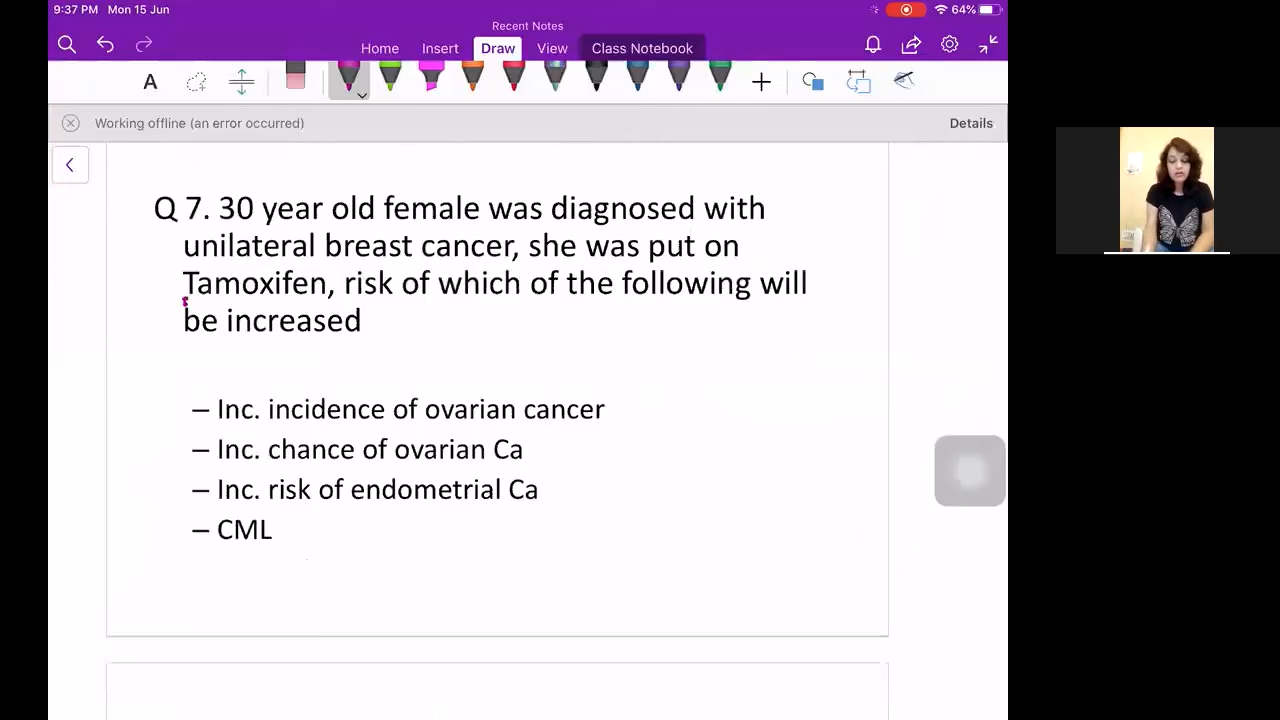 9:37 PM Mon 15 Jun
64%
Recent Notes
Home Insert Draw View Class Notebook
A
Working offline (an error occurred) Details
Q 7. 30 year old female was diagnosed with
unilateral breast cancer, she was put on
Tamoxifen, risk of which of the following will
be increased
– Inc. incidence of ovarian cancer
– Inc. chance of ovarian Ca
– Inc. risk of endometrial Ca
– CML